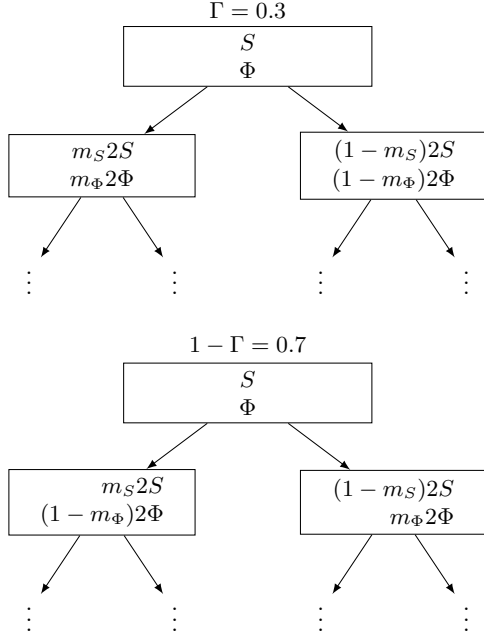 Γ = 0.3
S
Φ
m_S2S
m_Φ2Φ
(1 − m_S)2S
(1 − m_Φ)2Φ
⋮ ⋮ ⋮ ⋮
1 − Γ = 0.7
S
Φ
m_S2S
(1 − m_Φ)2Φ
(1 − m_S)2S
m_Φ2Φ
⋮ ⋮ ⋮ ⋮